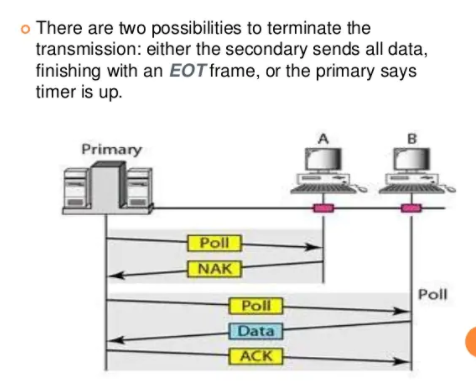 There are two possibilities to terminate the
transmission: either the secondary sends all data,
finishing with an EOT frame, or the primary says
timer is up.
A
B
Primary
Poll
NAK
Poll
Poll
Data
ACK